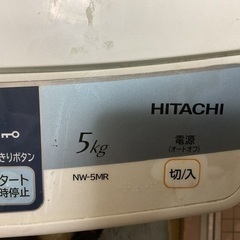 HITACHI
5kg
きりボタン
電源
(オートオフ)
タート
時停止
NW-5MR
切/入